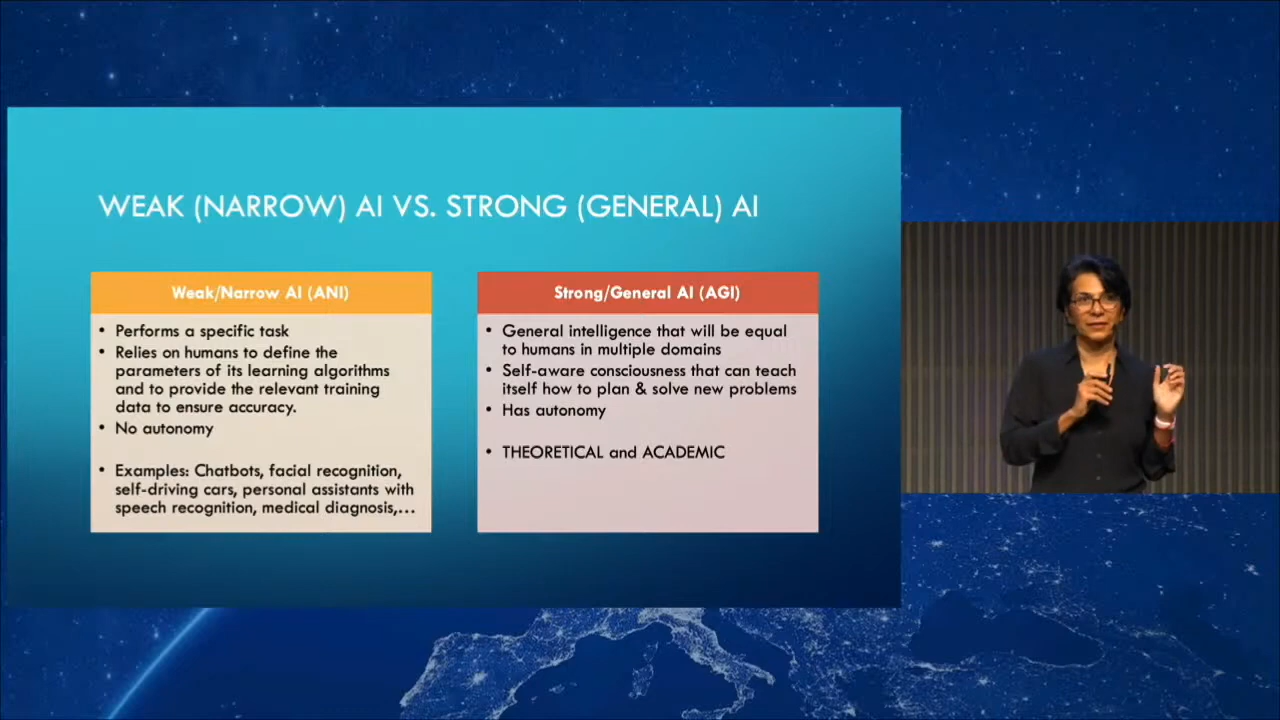 WEAK (NARROW) AI VS. STRONG (GENERAL) AI
Weak/Narrow AI (ANI)
• Performs a specific task
• Relies on humans to define the
parameters of its learning algorithms
and to provide the relevant training
data to ensure accuracy.
• No autonomy
• Examples: Chatbots, facial recognition,
self-driving cars, personal assistants with
speech recognition, medical diagnosis,...
Strong/General AI (AGI)
• General intelligence that will be equal
to humans in multiple domains
• Self-aware consciousness that can teach
itself how to plan & solve new problems
• Has autonomy
• THEORETICAL and ACADEMIC